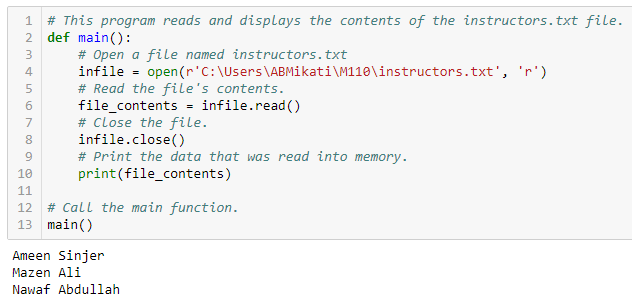 1 # This program reads and displays the contents of the instructors.txt file.
2 def main():
3     # Open a file named instructors.txt
4     infile = open(r'C:\Users\ABMikati\M110\instructors.txt', 'r')
5     # Read the file's contents.
6     file_contents = infile.read()
7     # Close the file.
8     infile.close()
9     # Print the data that was read into memory.
10     print(file_contents)
11
12 # Call the main function.
13 main()
Ameen Sinjer
Mazen Ali
Nawaf Abdullah